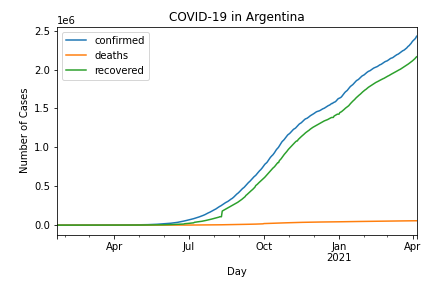 COVID-19 in Argentina
1e6
confirmed
deaths
recovered
2.5
2.0
1.5
1.0
0.5
0.0
Number of Cases
Apr Jul Oct Jan Apr
2021
Day